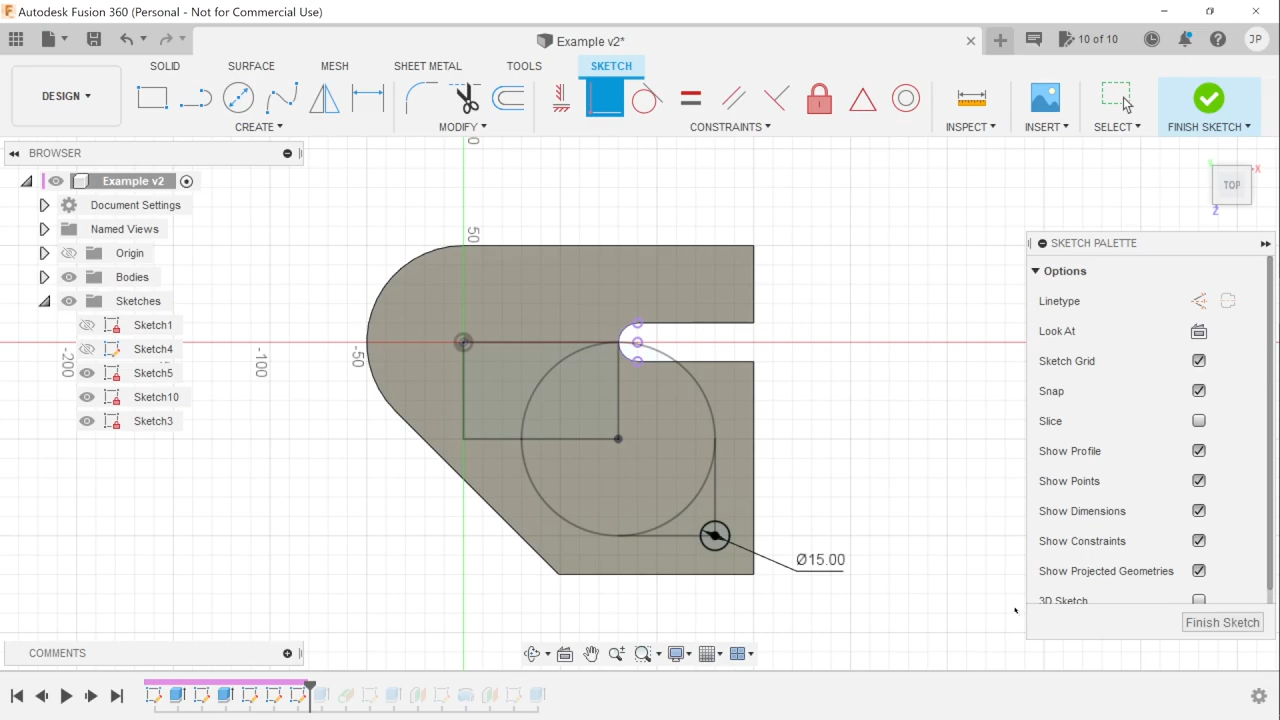 Autodesk Fusion 360 (Personal - Not for Commercial Use)
Example v2*
10 of 10
JP
DESIGN
SOLID
SURFACE
MESH
SHEET METAL
TOOLS
SKETCH
CREATE
MODIFY
CONSTRAINTS
INSPECT
INSERT
SELECT
FINISH SKETCH
BROWSER
Example v2
Document Settings
Named Views
Origin
Bodies
Sketches
Sketch1
Sketch4
Sketch5
Sketch10
Sketch3
0
50
-50
-100
-200
Ø15.00
TOP
X
Y
Z
SKETCH PALETTE
Options
Linetype
Look At
Sketch Grid
Snap
Slice
Show Profile
Show Points
Show Dimensions
Show Constraints
Show Projected Geometries
3D Sketch
Finish Sketch
COMMENTS